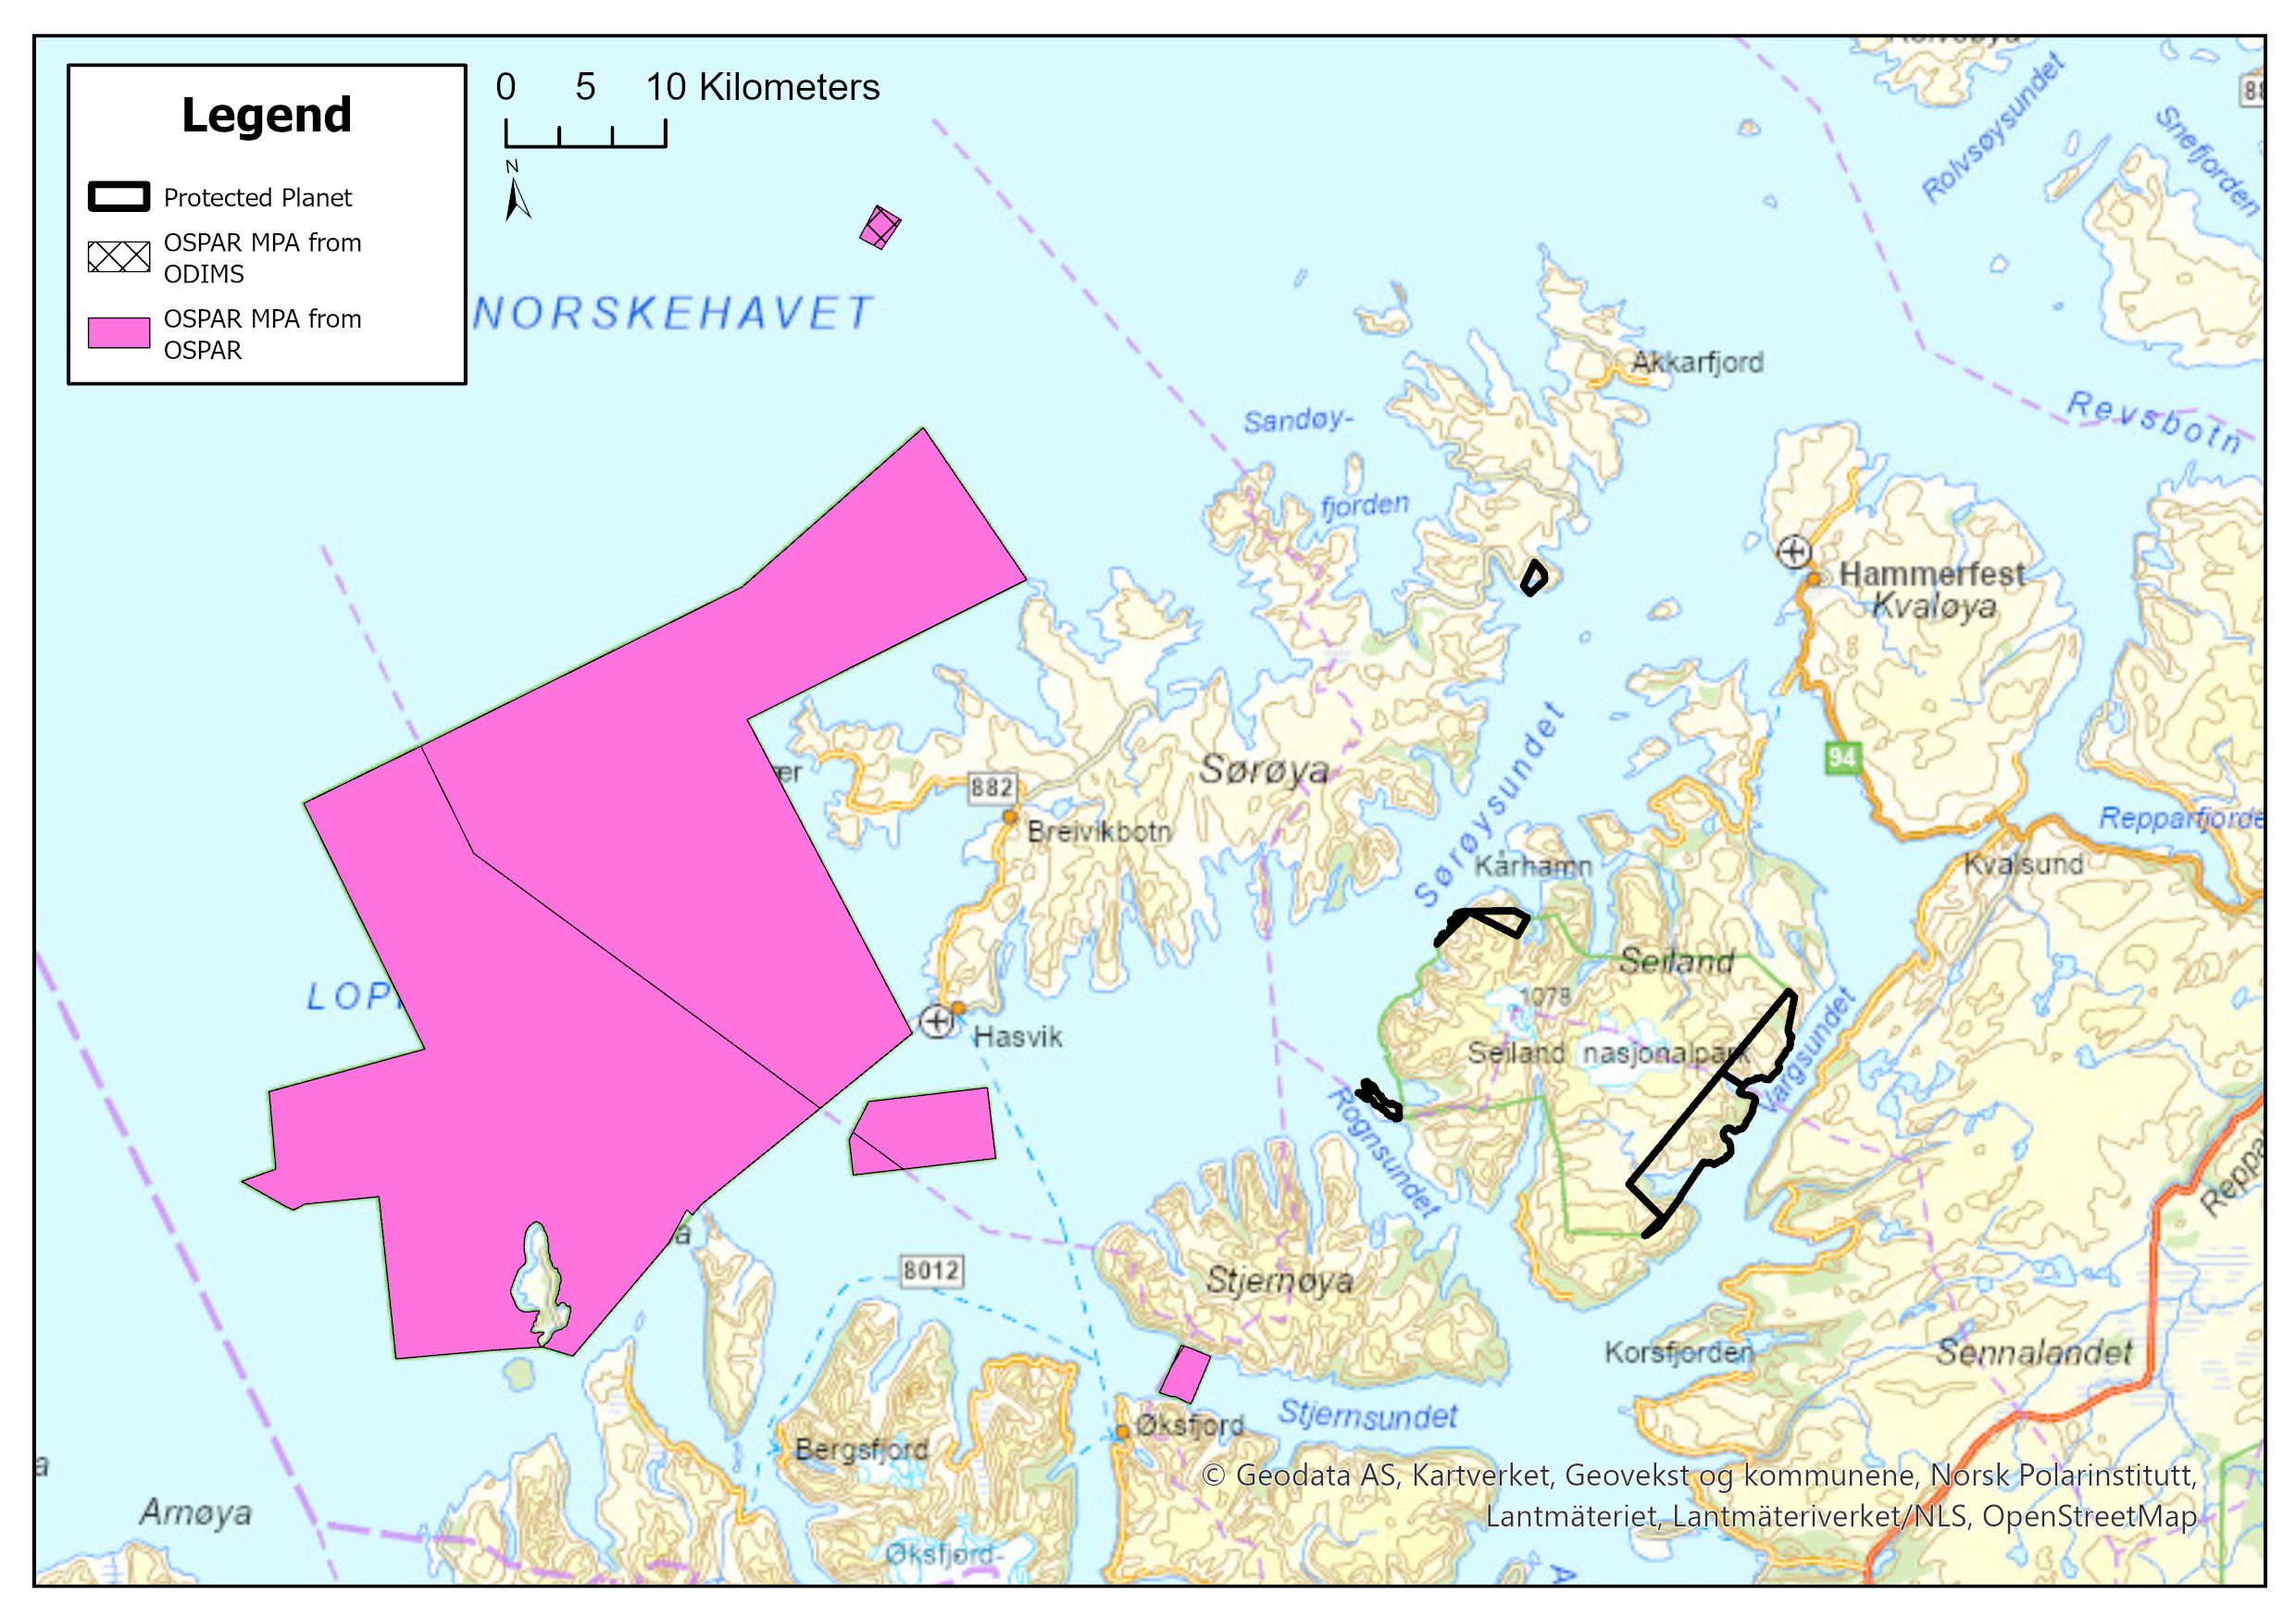 Legend
Protected Planet
OSPAR MPA from
ODIMS
OSPAR MPA from
OSPAR
0 5 10 Kilometers
N
NORSKEHAVET
Rolvsøysundet
Snefjorden
Akkarfjord
Revsbotn
Sandøy-
fjorden
Hammerfest
Kvaløya
Sørøya
Sørøysundet
94
882
Breivikbotn
Kårhamn
Repparfjorde
Kvalsund
Seiland
1078
Seiland nasjonalpark
Vargsundet
Hasvik
Rognsundet
8012
Stjernøya
Korsfjorden
Sennalandet
Øksfjord
Stjernsundet
Bergsfjord
Arnøya
Øksfjord-
© Geodata AS, Kartverket, Geovekst og kommunene, Norsk Polarinstitutt,
Lantmäteriet, Lantmäteriverket/NLS, OpenStreetMap